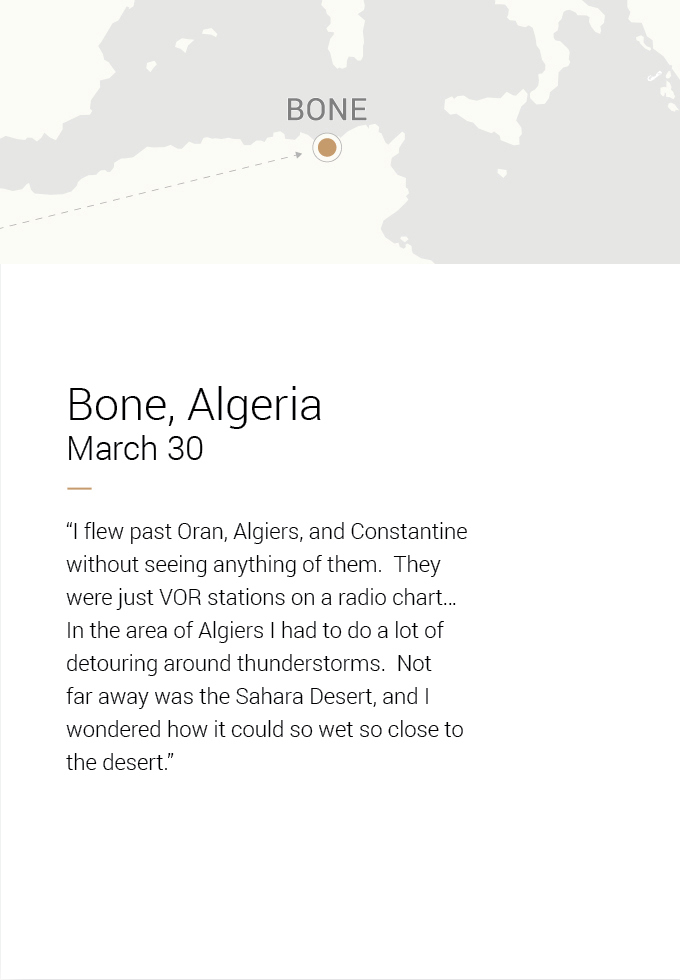 BONE
Bone, Algeria
March 30
“I flew past Oran, Algiers, and Constantine
without seeing anything of them.  They
were just VOR stations on a radio chart...
In the area of Algiers I had to do a lot of
detouring around thunderstorms.  Not
far away was the Sahara Desert, and I
wondered how it could so wet so close to
the desert.”